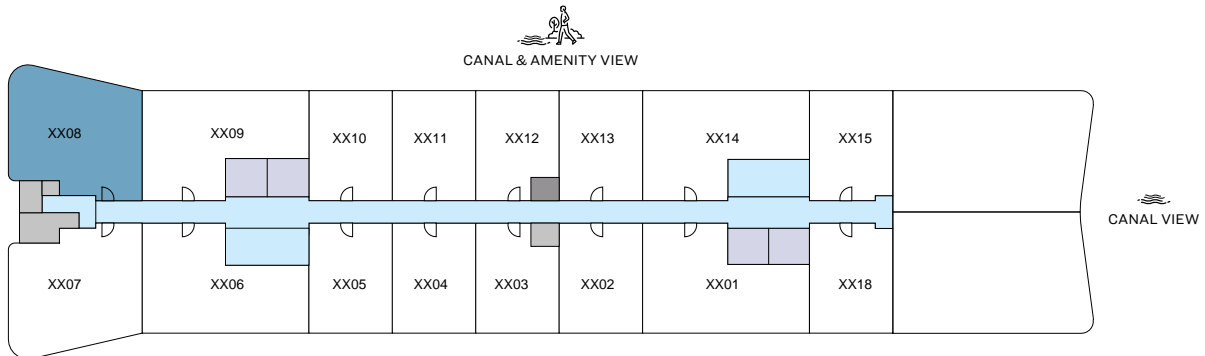 CANAL & AMENITY VIEW
XX08
XX09
XX10
XX11
XX12
XX13
XX14
XX15
CANAL VIEW
XX07
XX06
XX05
XX04
XX03
XX02
XX01
XX18